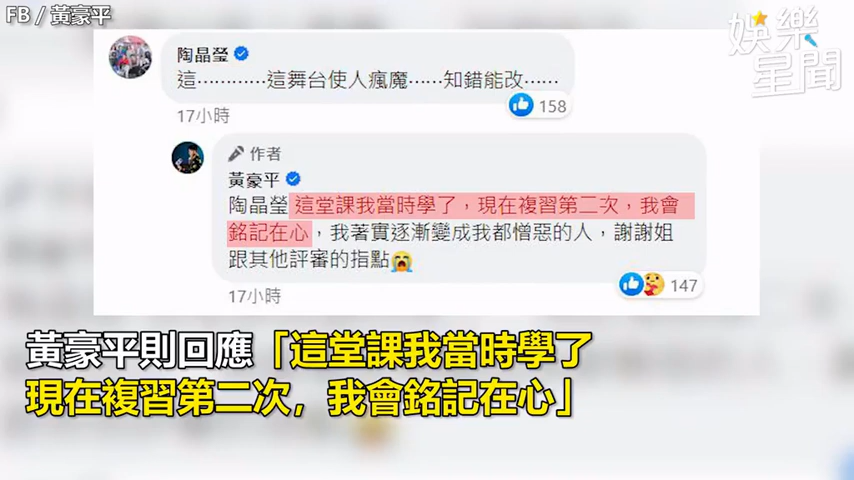 FB / 黃豪平
娛樂
星聞
陶晶瑩
這⋯⋯⋯⋯這舞台使人瘋魔⋯⋯知錯能改⋯⋯
158
17小時
作者
黃豪平
陶晶瑩 這堂課我當時學了，現在複習第二次，我會
銘記在心，我著實逐漸變成我都憎惡的人，謝謝姐
跟其他評審的指點😭
147
17小時
黃豪平則回應「這堂課我當時學了
現在複習第二次，我會銘記在心」